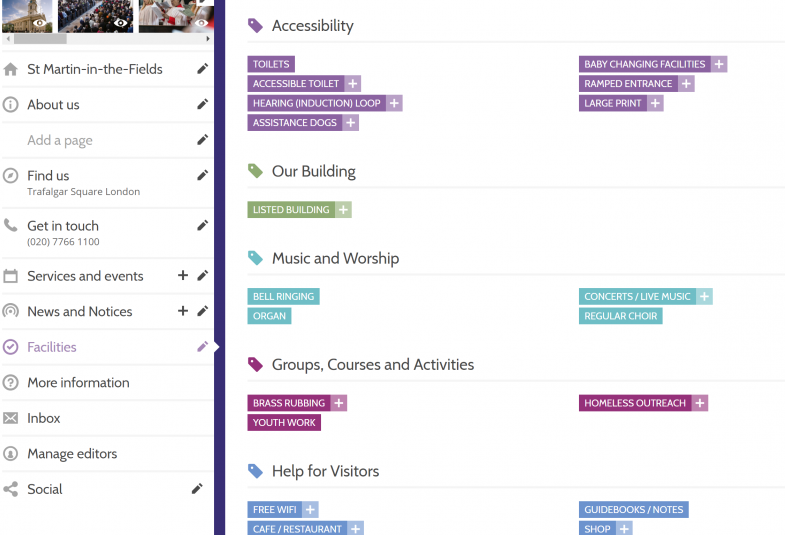 St Martin-in-the-Fields
About us
Add a page
Find us
Trafalgar Square London
Get in touch
(020) 7766 1100
Services and events
News and Notices
Facilities
More information
Inbox
Manage editors
Social
Accessibility
TOILETS
ACCESSIBLE TOILET +
HEARING (INDUCTION) LOOP +
ASSISTANCE DOGS +
BABY CHANGING FACILITIES +
RAMPED ENTRANCE +
LARGE PRINT +
Our Building
LISTED BUILDING +
Music and Worship
BELL RINGING
ORGAN
CONCERTS / LIVE MUSIC +
REGULAR CHOIR
Groups, Courses and Activities
BRASS RUBBING +
YOUTH WORK
HOMELESS OUTREACH +
Help for Visitors
FREE WIFI +
CAFE / RESTAURANT +
GUIDEBOOKS / NOTES
SHOP +